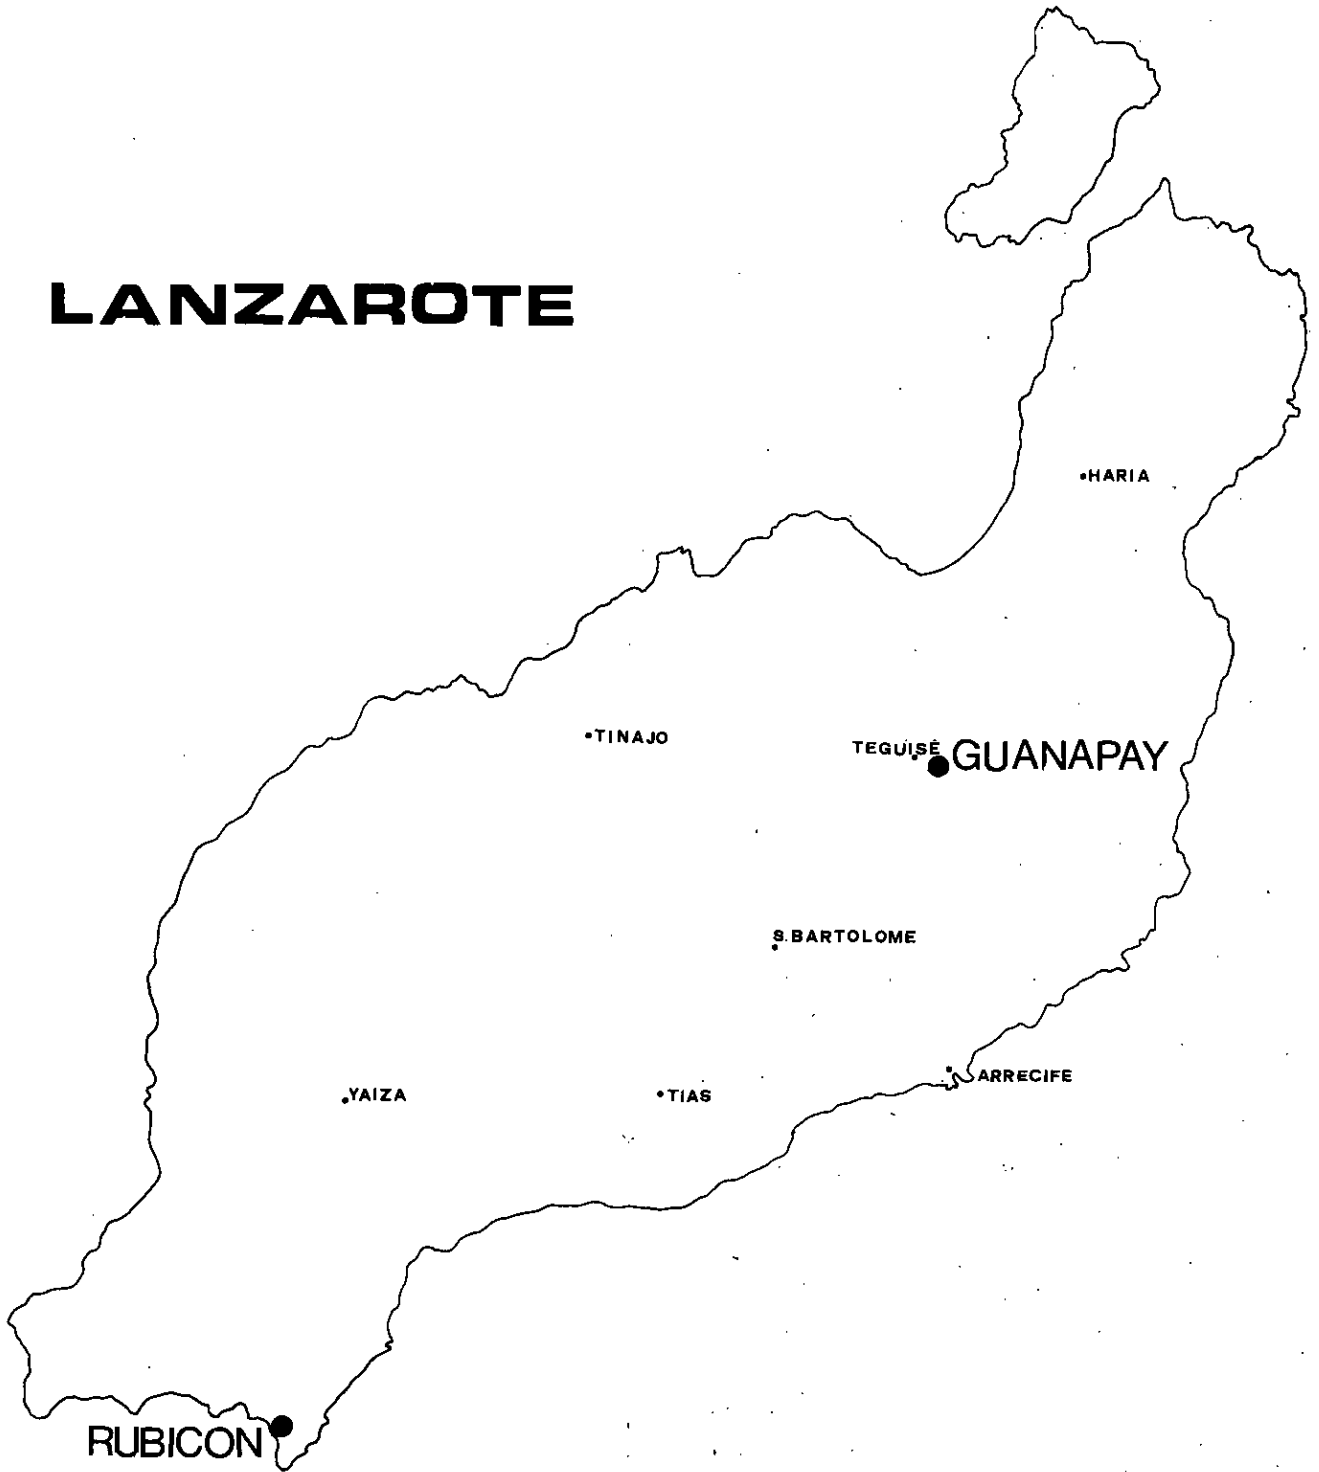 LANZAROTE
HARIA
TINAJO
TEGUISE
GUANAPAY
S.BARTOLOME
ARRECIFE
YAIZA
TIAS
RUBICON